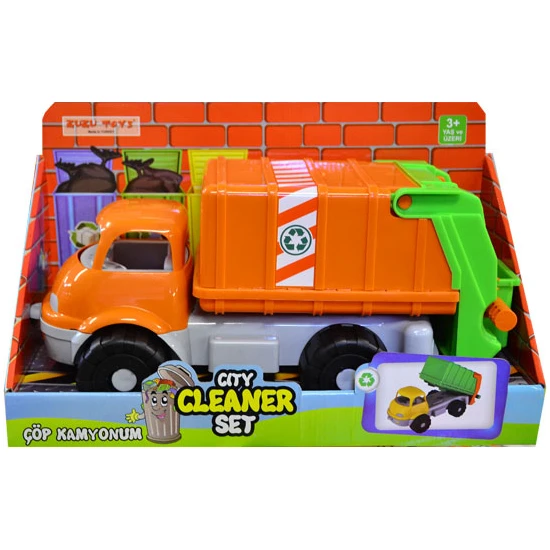 ZUZU TOYS
3+
YAŞ ve
ÜZERİ
CITY
CLEANER
SET
ÇÖP KAMYONUM